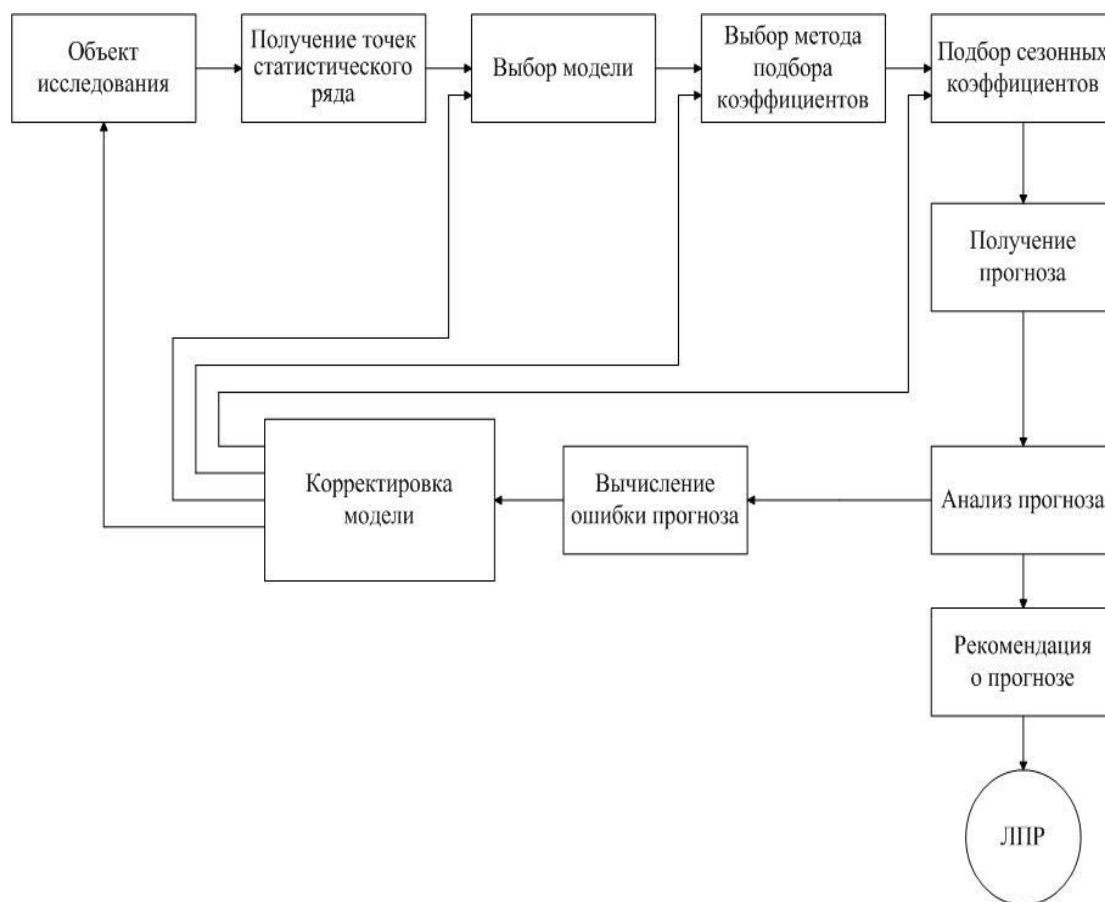 Объект
исследования
Получение точек
статистического
ряда
Выбор модели
Выбор метода
подбора
коэффициентов
Подбор сезонных
коэффициентов
Получение
прогноза
Корректировка
модели
Вычисление
ошибки прогноза
Анализ прогноза
Рекомендация
о прогнозе
ЛПР